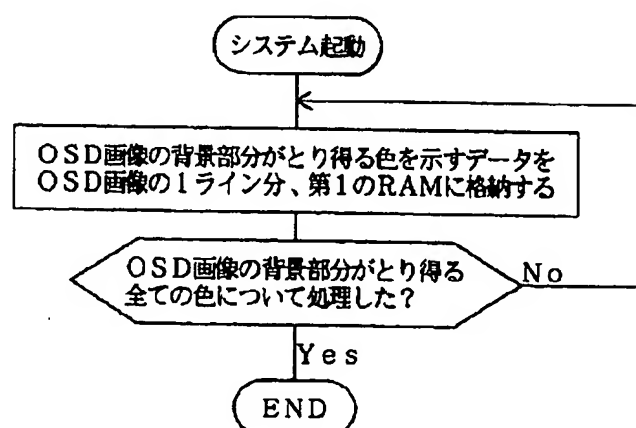 システム起動
ＯＳＤ画像の背景部分がとり得る色を示すデータを
ＯＳＤ画像の１ライン分、第１のＲＡＭに格納する
ＯＳＤ画像の背景部分がとり得る
全ての色について処理した？
Ｎｏ
Ｙｅｓ
ＥＮＤ